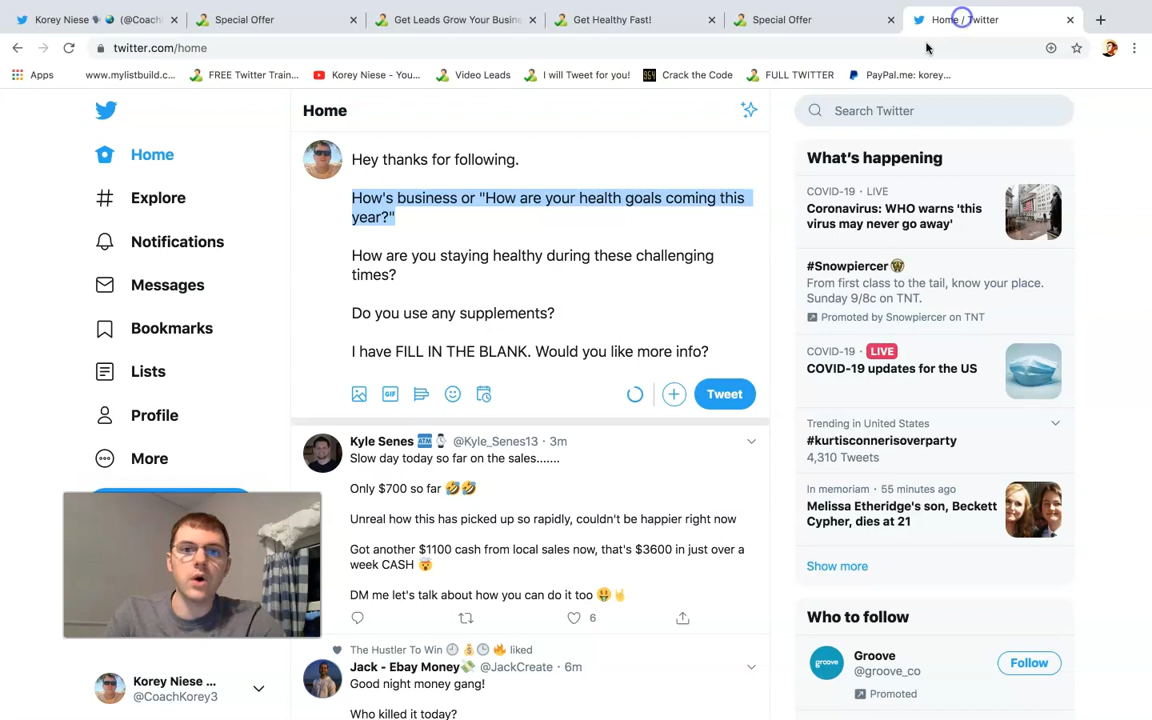 Korey Niese (@Coach
Special Offer
Get Leads Grow Your Busine
Get Healthy Fast!
Special Offer
Home / Twitter
twitter.com/home
Apps
www.mylistbuild.c...
FREE Twitter Train...
Korey Niese - You...
Video Leads
I will Tweet for you!
Crack the Code
FULL TWITTER
PayPal.me: korey...
Home
Explore
Notifications
Messages
Bookmarks
Lists
Profile
More
Korey Niese ...
@CoachKorey3
Home
Hey thanks for following.
How's business or "How are your health goals coming this
year?"
How are you staying healthy during these challenging
times?
Do you use any supplements?
I have FILL IN THE BLANK. Would you like more info?
GIF
Tweet
Kyle Senes ATM @Kyle_Senes13 · 3m
Slow day today so far on the sales.......
Only $700 so far 🤣🤣
Unreal how this has picked up so rapidly, couldn't be happier right now
Got another $1100 cash from local sales now, that's $3600 in just over a
week CASH 🤯
DM me let's talk about how you can do it too 🤑🤘
6
The Hustler To Win 🕗💰🕒🔥 liked
Jack - Ebay Money💸 @JackCreate · 6m
Good night money gang!
Who killed it today?
Search Twitter
What's happening
COVID-19 · LIVE
Coronavirus: WHO warns 'this
virus may never go away'
#Snowpiercer
From first class to the tail, know your place.
Sunday 9/8c on TNT.
Promoted by Snowpiercer on TNT
COVID-19 · LIVE
COVID-19 updates for the US
Trending in United States
#kurtisconnerisoverparty
4,310 Tweets
In memoriam · 55 minutes ago
Melissa Etheridge's son, Beckett
Cypher, dies at 21
Show more
Who to follow
groove
Groove
@groove_co
Follow
Promoted